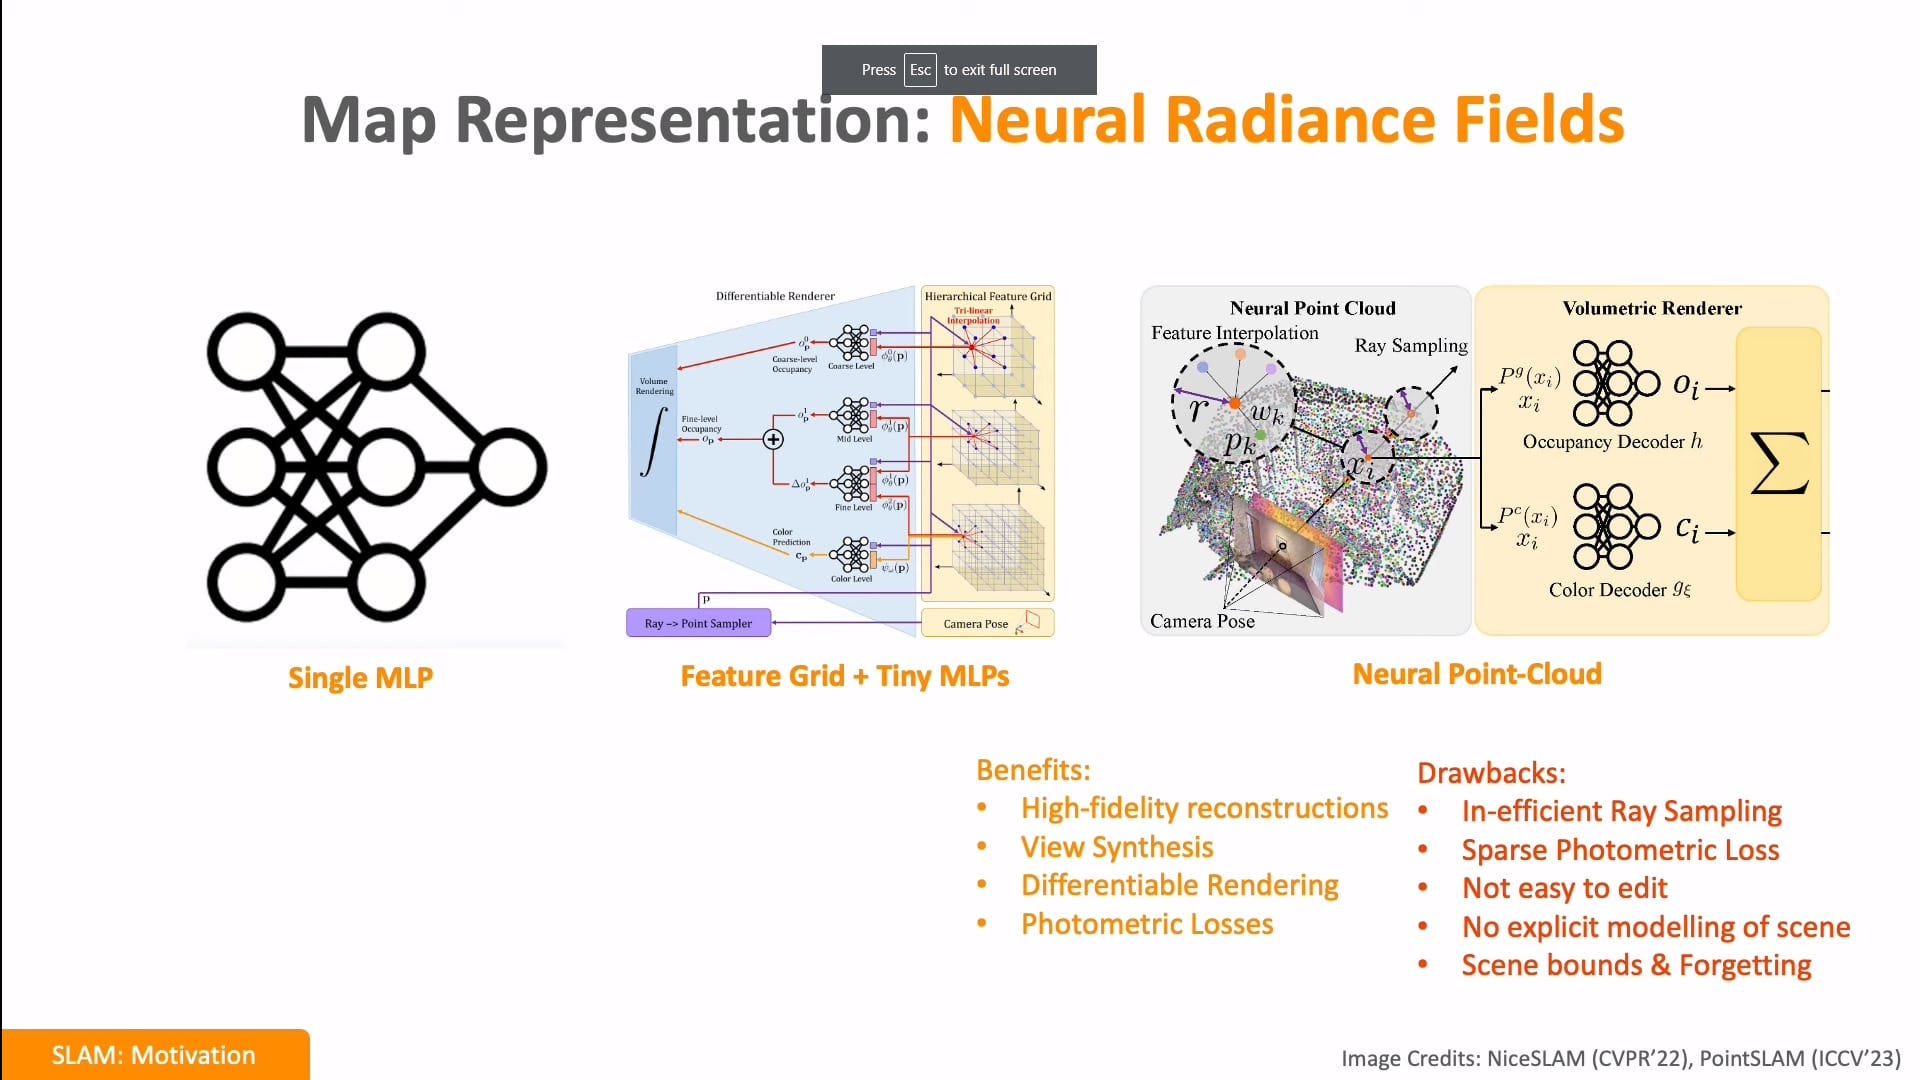 Press Esc to exit full screen
Map Representation: Neural Radiance Fields
Differentiable Renderer
Hierarchical Feature Grid
Tri-linear
Interpolation
Volume
Rendering
∫
Coarse-level
Occupancy
Coarse Level
Fine-level
Occupancy
Mid Level
Fine Level
Color
Prediction
Color Level
p
Ray –> Point Sampler
Camera Pose
Neural Point Cloud
Feature Interpolation
Ray Sampling
r
w_k
p_k
x_i
Camera Pose
Volumetric Renderer
P^g(x_i)
x_i
o_i
Occupancy Decoder h
P^c(x_i)
x_i
c_i
Color Decoder g_ξ
Σ
Single MLP
Feature Grid + Tiny MLPs
Neural Point-Cloud
Benefits:
• High-fidelity reconstructions
• View Synthesis
• Differentiable Rendering
• Photometric Losses
Drawbacks:
• In-efficient Ray Sampling
• Sparse Photometric Loss
• Not easy to edit
• No explicit modelling of scene
• Scene bounds & Forgetting
SLAM: Motivation
Image Credits: NiceSLAM (CVPR’22), PointSLAM (ICCV’23)